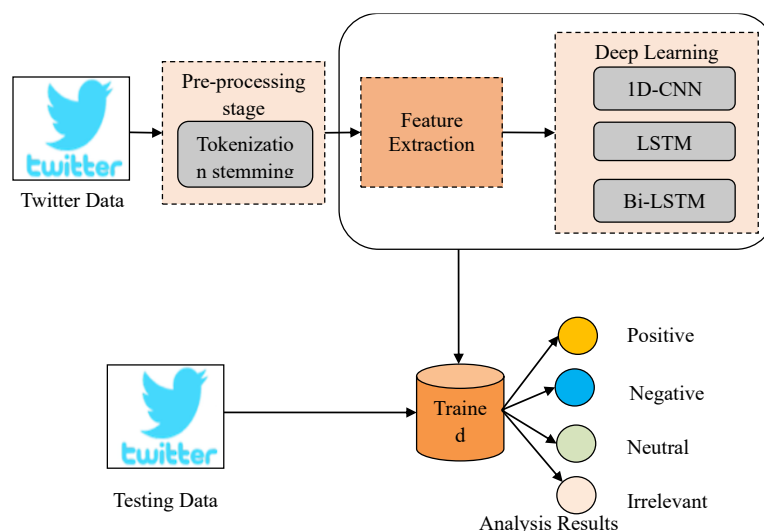 twitter
Twitter Data
Pre-processing
stage
Tokenizatio
n stemming
Feature
Extraction
Deep Learning
1D-CNN
LSTM
Bi-LSTM
twitter
Testing Data
Traine
d
Positive
Negative
Neutral
Irrelevant
Analysis Results